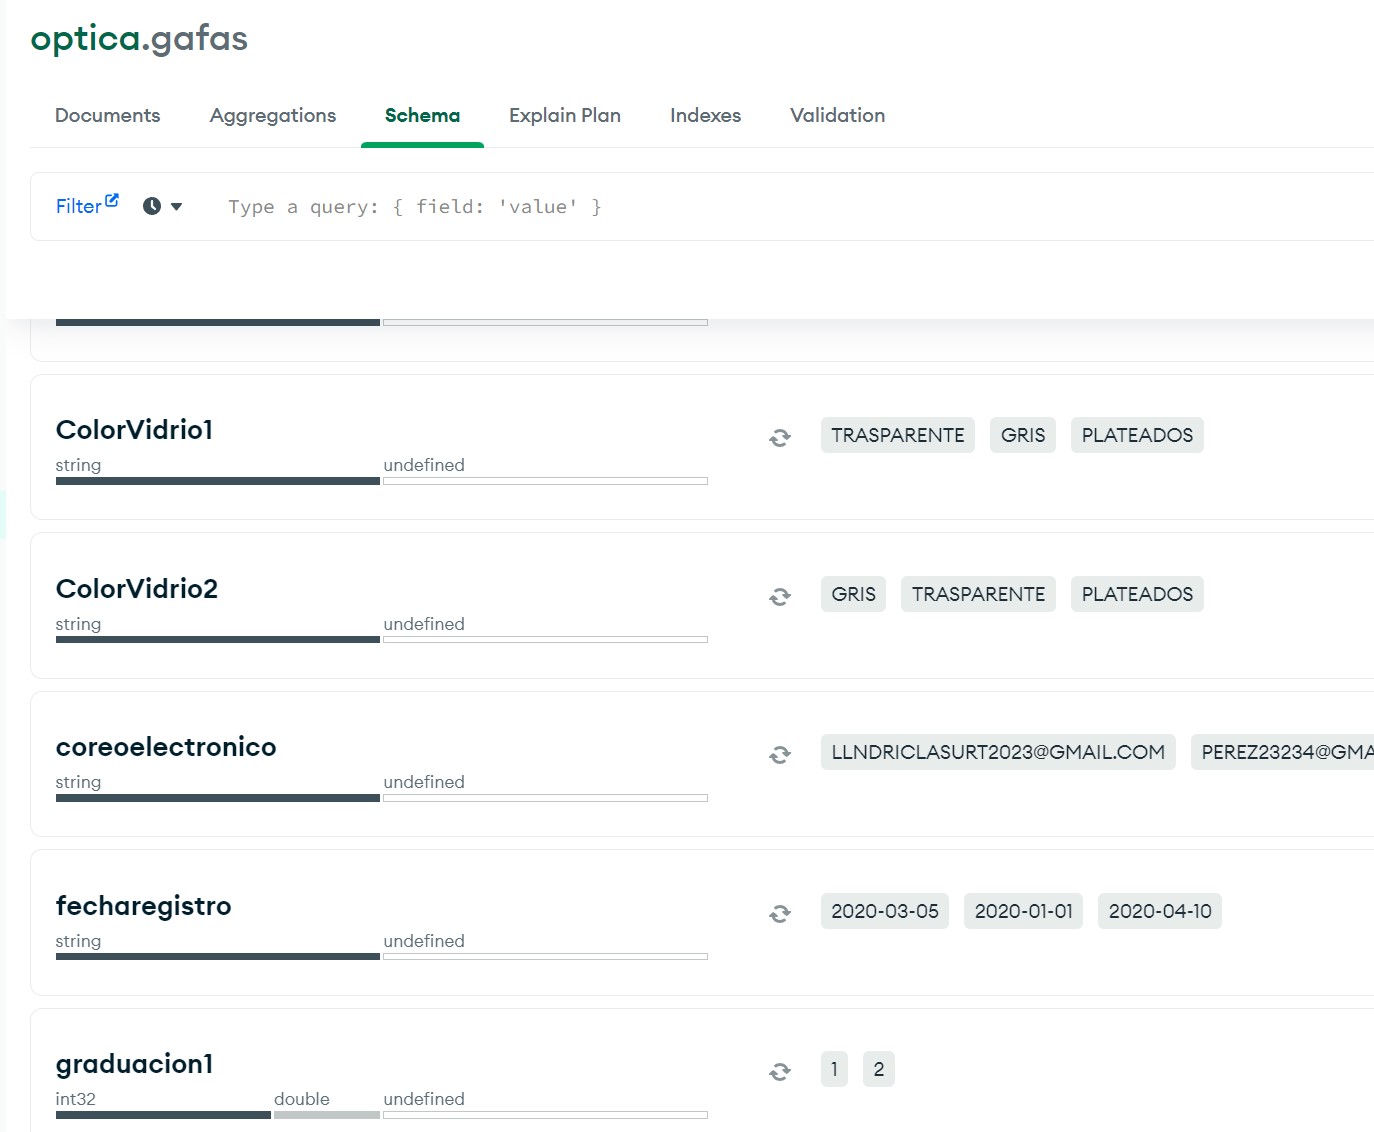 optica.gafas
Documents Aggregations Schema Explain Plan Indexes Validation
Filter Type a query: { field: 'value' }
ColorVidrio1
string undefined
TRASPARENTE GRIS PLATEADOS
ColorVidrio2
string undefined
GRIS TRASPARENTE PLATEADOS
coreoelectronico
string undefined
LLNDRICLASURT2023@GMAIL.COM PEREZ23234@GMA
fecharegistro
string undefined
2020-03-05 2020-01-01 2020-04-10
graduacion1
int32 double undefined
1 2